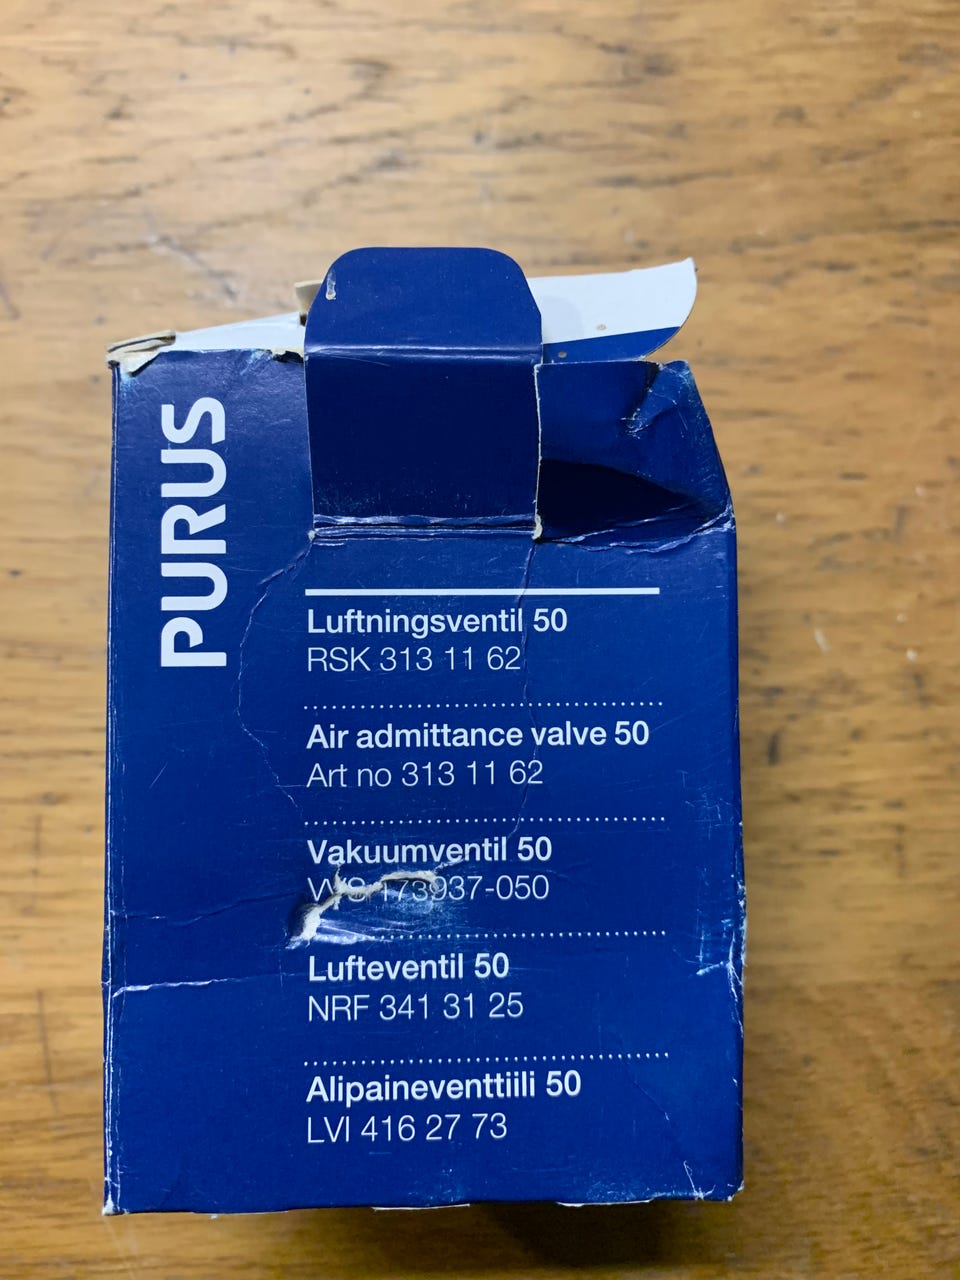 PURUS
Luftningsventil 50
RSK 313 11 62
Air admittance valve 50
Art no 313 11 62
Vakuumventil 50
VVS 173937-050
Lufteventil 50
NRF 341 31 25
Alipaineventtiili 50
LVI 416 27 73